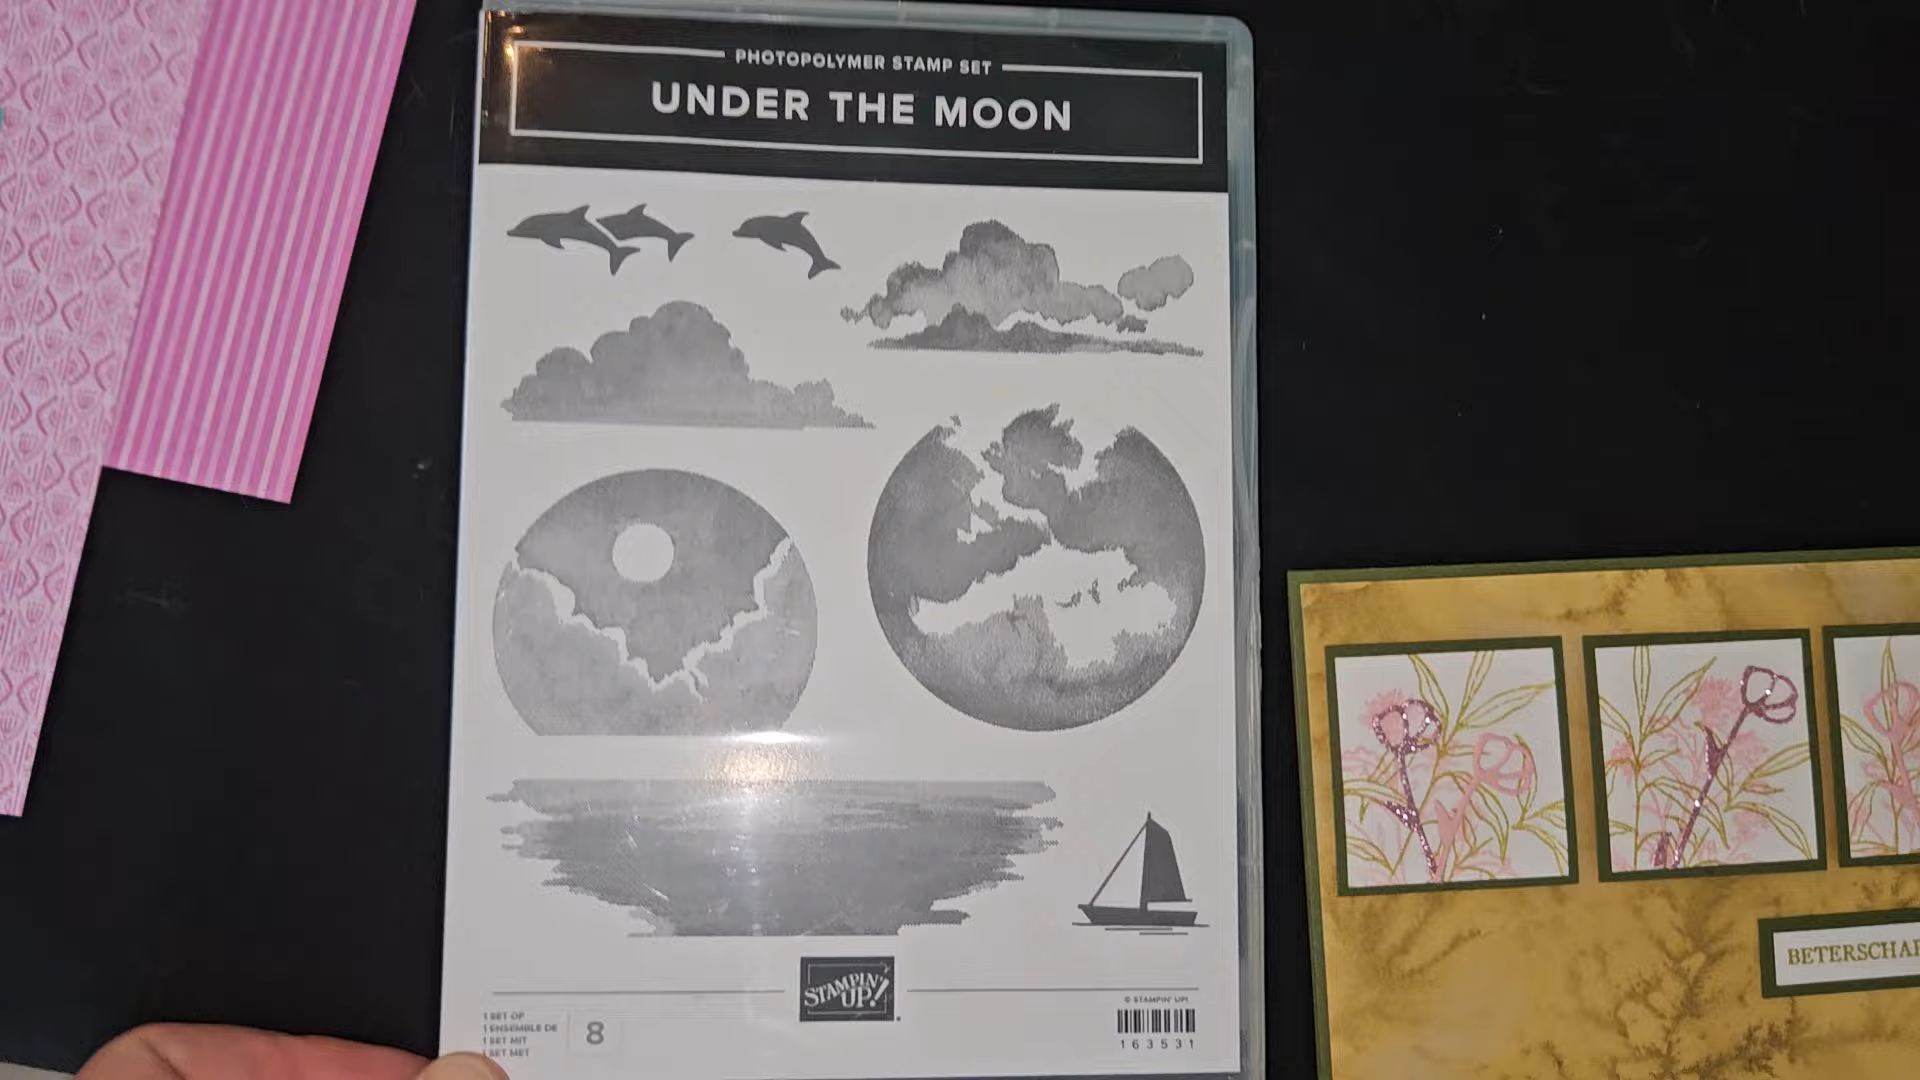 PHOTOPOLYMER STAMP SET
UNDER THE MOON
STAMPIN' UP!
1 SET OF
1 ENSEMBLE DE
1 SET MIT
1 SET MET
8
© STAMPIN' UP!
163531
BETERSCHAP